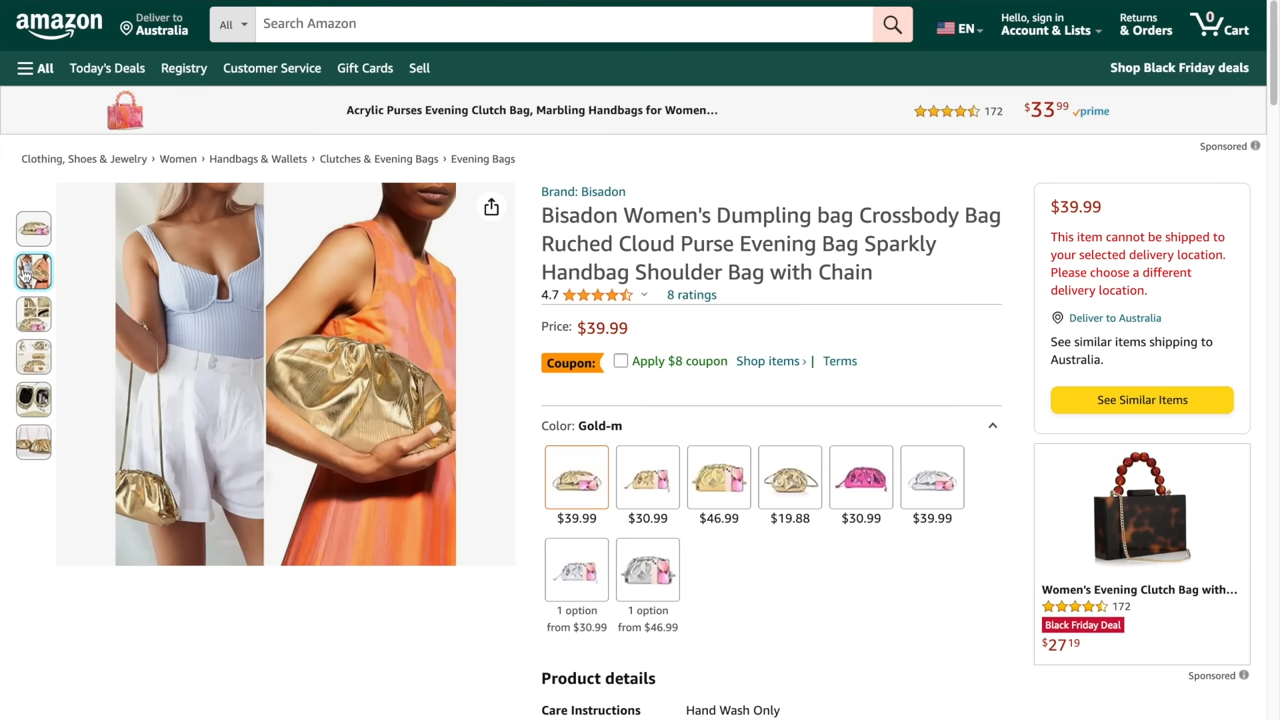 amazon
Deliver to
Australia
All
Search Amazon
EN
Hello, sign in
Account & Lists
Returns
& Orders
0
Cart
All
Today's Deals
Registry
Customer Service
Gift Cards
Sell
Shop Black Friday deals
Acrylic Purses Evening Clutch Bag, Marbling Handbags for Women...
172
$33 99
prime
Sponsored
Clothing, Shoes & Jewelry › Women › Handbags & Wallets › Clutches & Evening Bags › Evening Bags
Brand: Bisadon
Bisadon Women's Dumpling bag Crossbody Bag
Ruched Cloud Purse Evening Bag Sparkly
Handbag Shoulder Bag with Chain
4.7
8 ratings
Price: $39.99
Coupon: Apply $8 coupon Shop items › | Terms
Color: Gold-m
$39.99
$30.99
$46.99
$19.88
$30.99
$39.99
1 option
from $30.99
1 option
from $46.99
Product details
Care Instructions
Hand Wash Only
$39.99
This item cannot be shipped to
your selected delivery location.
Please choose a different
delivery location.
Deliver to Australia
See similar items shipping to
Australia.
See Similar Items
Women's Evening Clutch Bag with...
172
Black Friday Deal
$27 19
Sponsored